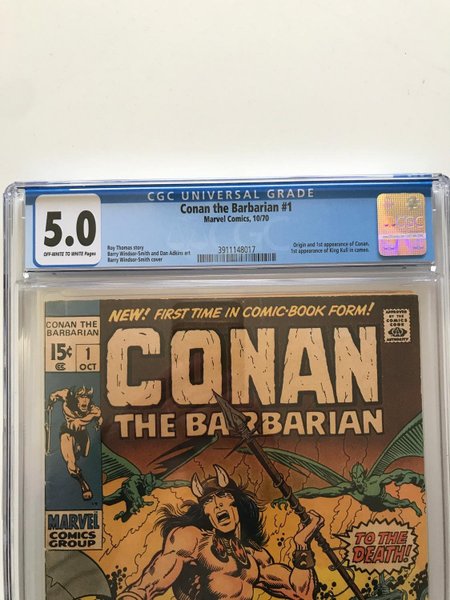 CGC UNIVERSAL GRADE
5.0
OFF-WHITE TO WHITE Pages
Conan the Barbarian #1
Marvel Comics, 10/70
Roy Thomas story
Barry Windsor-Smith and Dan Adkins art
Barry Windsor-Smith cover
3911148017
Origin and 1st appearance of Conan.
1st appearance of King Kull in cameo.
CGC
CONAN THE
BARBARIAN
15¢
1
OCT
CC
MARVEL
COMICS
GROUP
NEW! FIRST TIME IN COMIC-BOOK FORM!
APPROVED
BY THE
COMICS
CODE
AUTHORITY
CONAN
THE BARBARIAN
TO THE
DEATH!